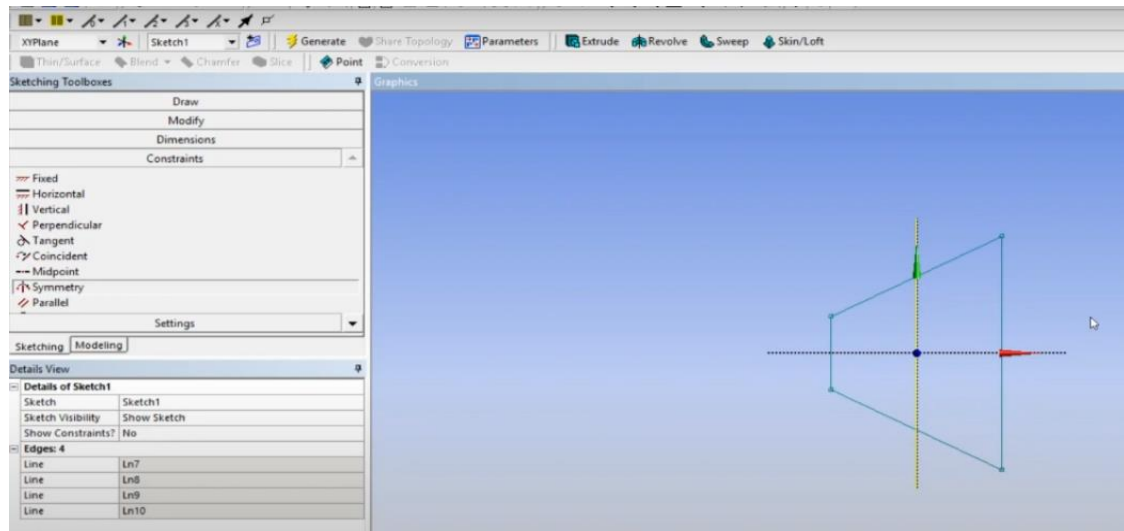 XYPlane Sketch1 Generate Share Topology Parameters Extrude Revolve Sweep Skin/Loft
Thin/Surface Blend Chamfer Slice Point Conversion
Sketching Toolboxes
Graphics
Draw
Modify
Dimensions
Constraints
Fixed
Horizontal
Vertical
Perpendicular
Tangent
Coincident
Midpoint
Symmetry
Parallel
Settings
Sketching Modeling
Details View
Details of Sketch1
Sketch Sketch1
Sketch Visibility Show Sketch
Show Constraints? No
Edges: 4
Line Ln7
Line Ln8
Line Ln9
Line Ln10